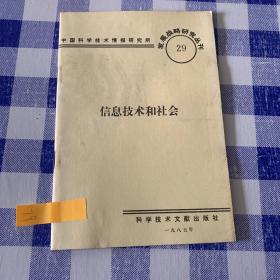 中国科学技术情报研究所
发展战略研究丛刊
29
信息技术和社会
科学技术文献出版社
一九八五年